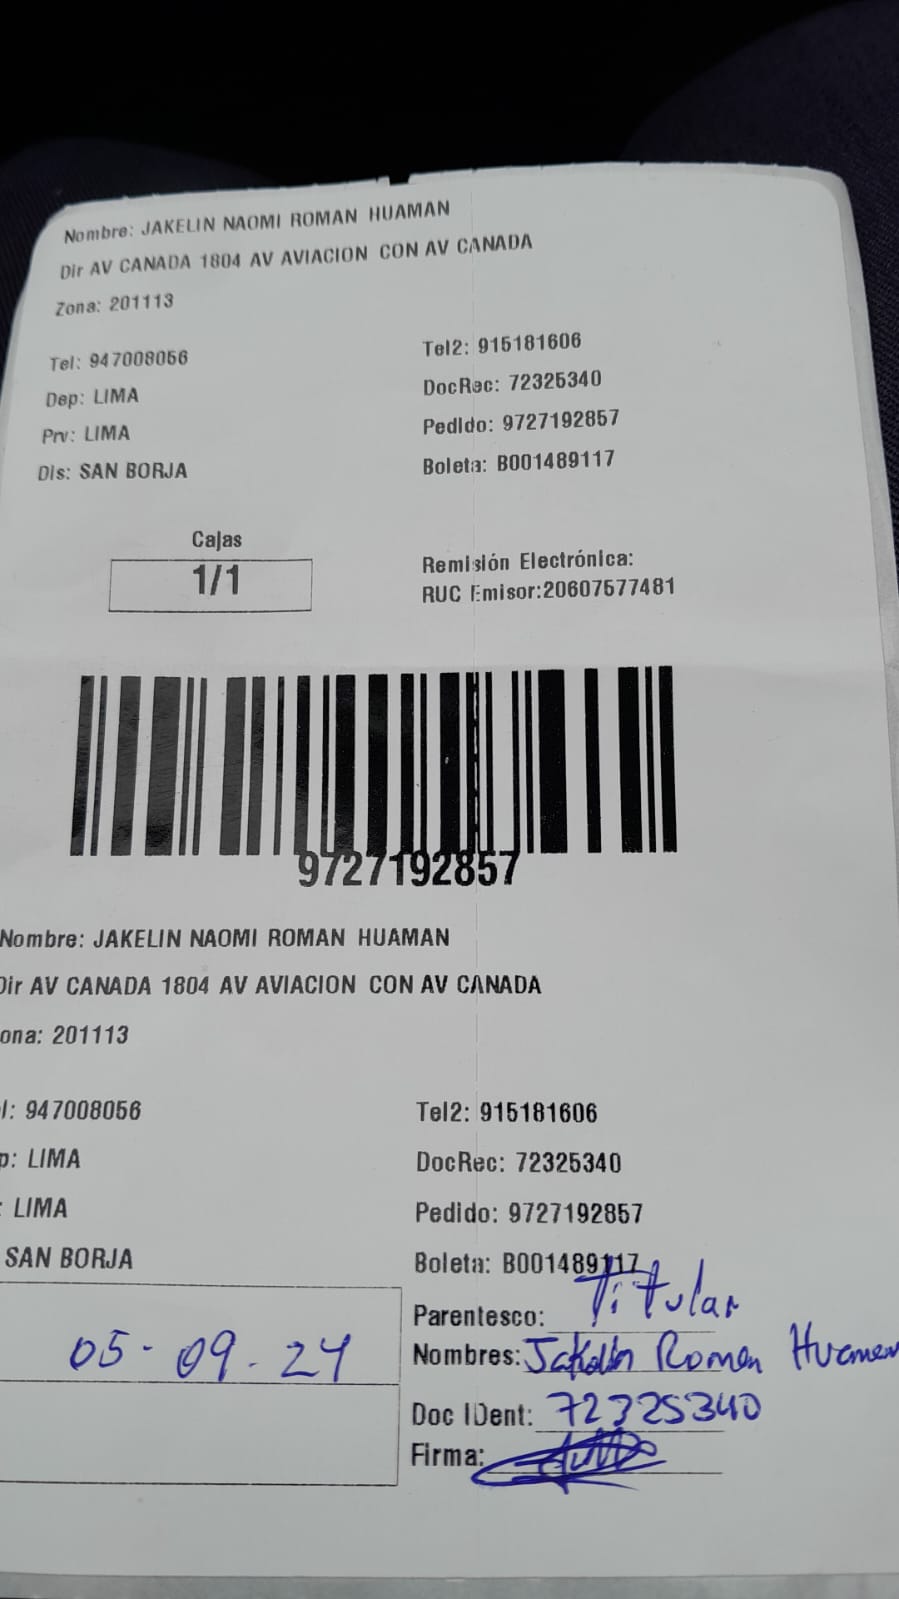 Nombre: JAKELIN NAOMI ROMAN HUAMAN
Dir AV CANADA 1804 AV AVIACION CON AV CANADA
Zona: 201113
Tel: 947008056 Tel2: 915181606
Dep: LIMA DocRec: 72325340
Prv: LIMA Pedido: 9727192857
Dis: SAN BORJA Boleta: B001489117
Cajas
1/1
Remisión Electrónica:
RUC Emisor:20607577481
9727192857
Nombre: JAKELIN NAOMI ROMAN HUAMAN
Dir AV CANADA 1804 AV AVIACION CON AV CANADA
ona: 201113
l: 947008056 Tel2: 915181606
p: LIMA DocRec: 72325340
: LIMA Pedido: 9727192857
SAN BORJA Boleta: B001489117
Parentesco: Titular
05-09-24 Nombres: Jakelin Roman Huaman
Doc IDent: 72325340
Firma: